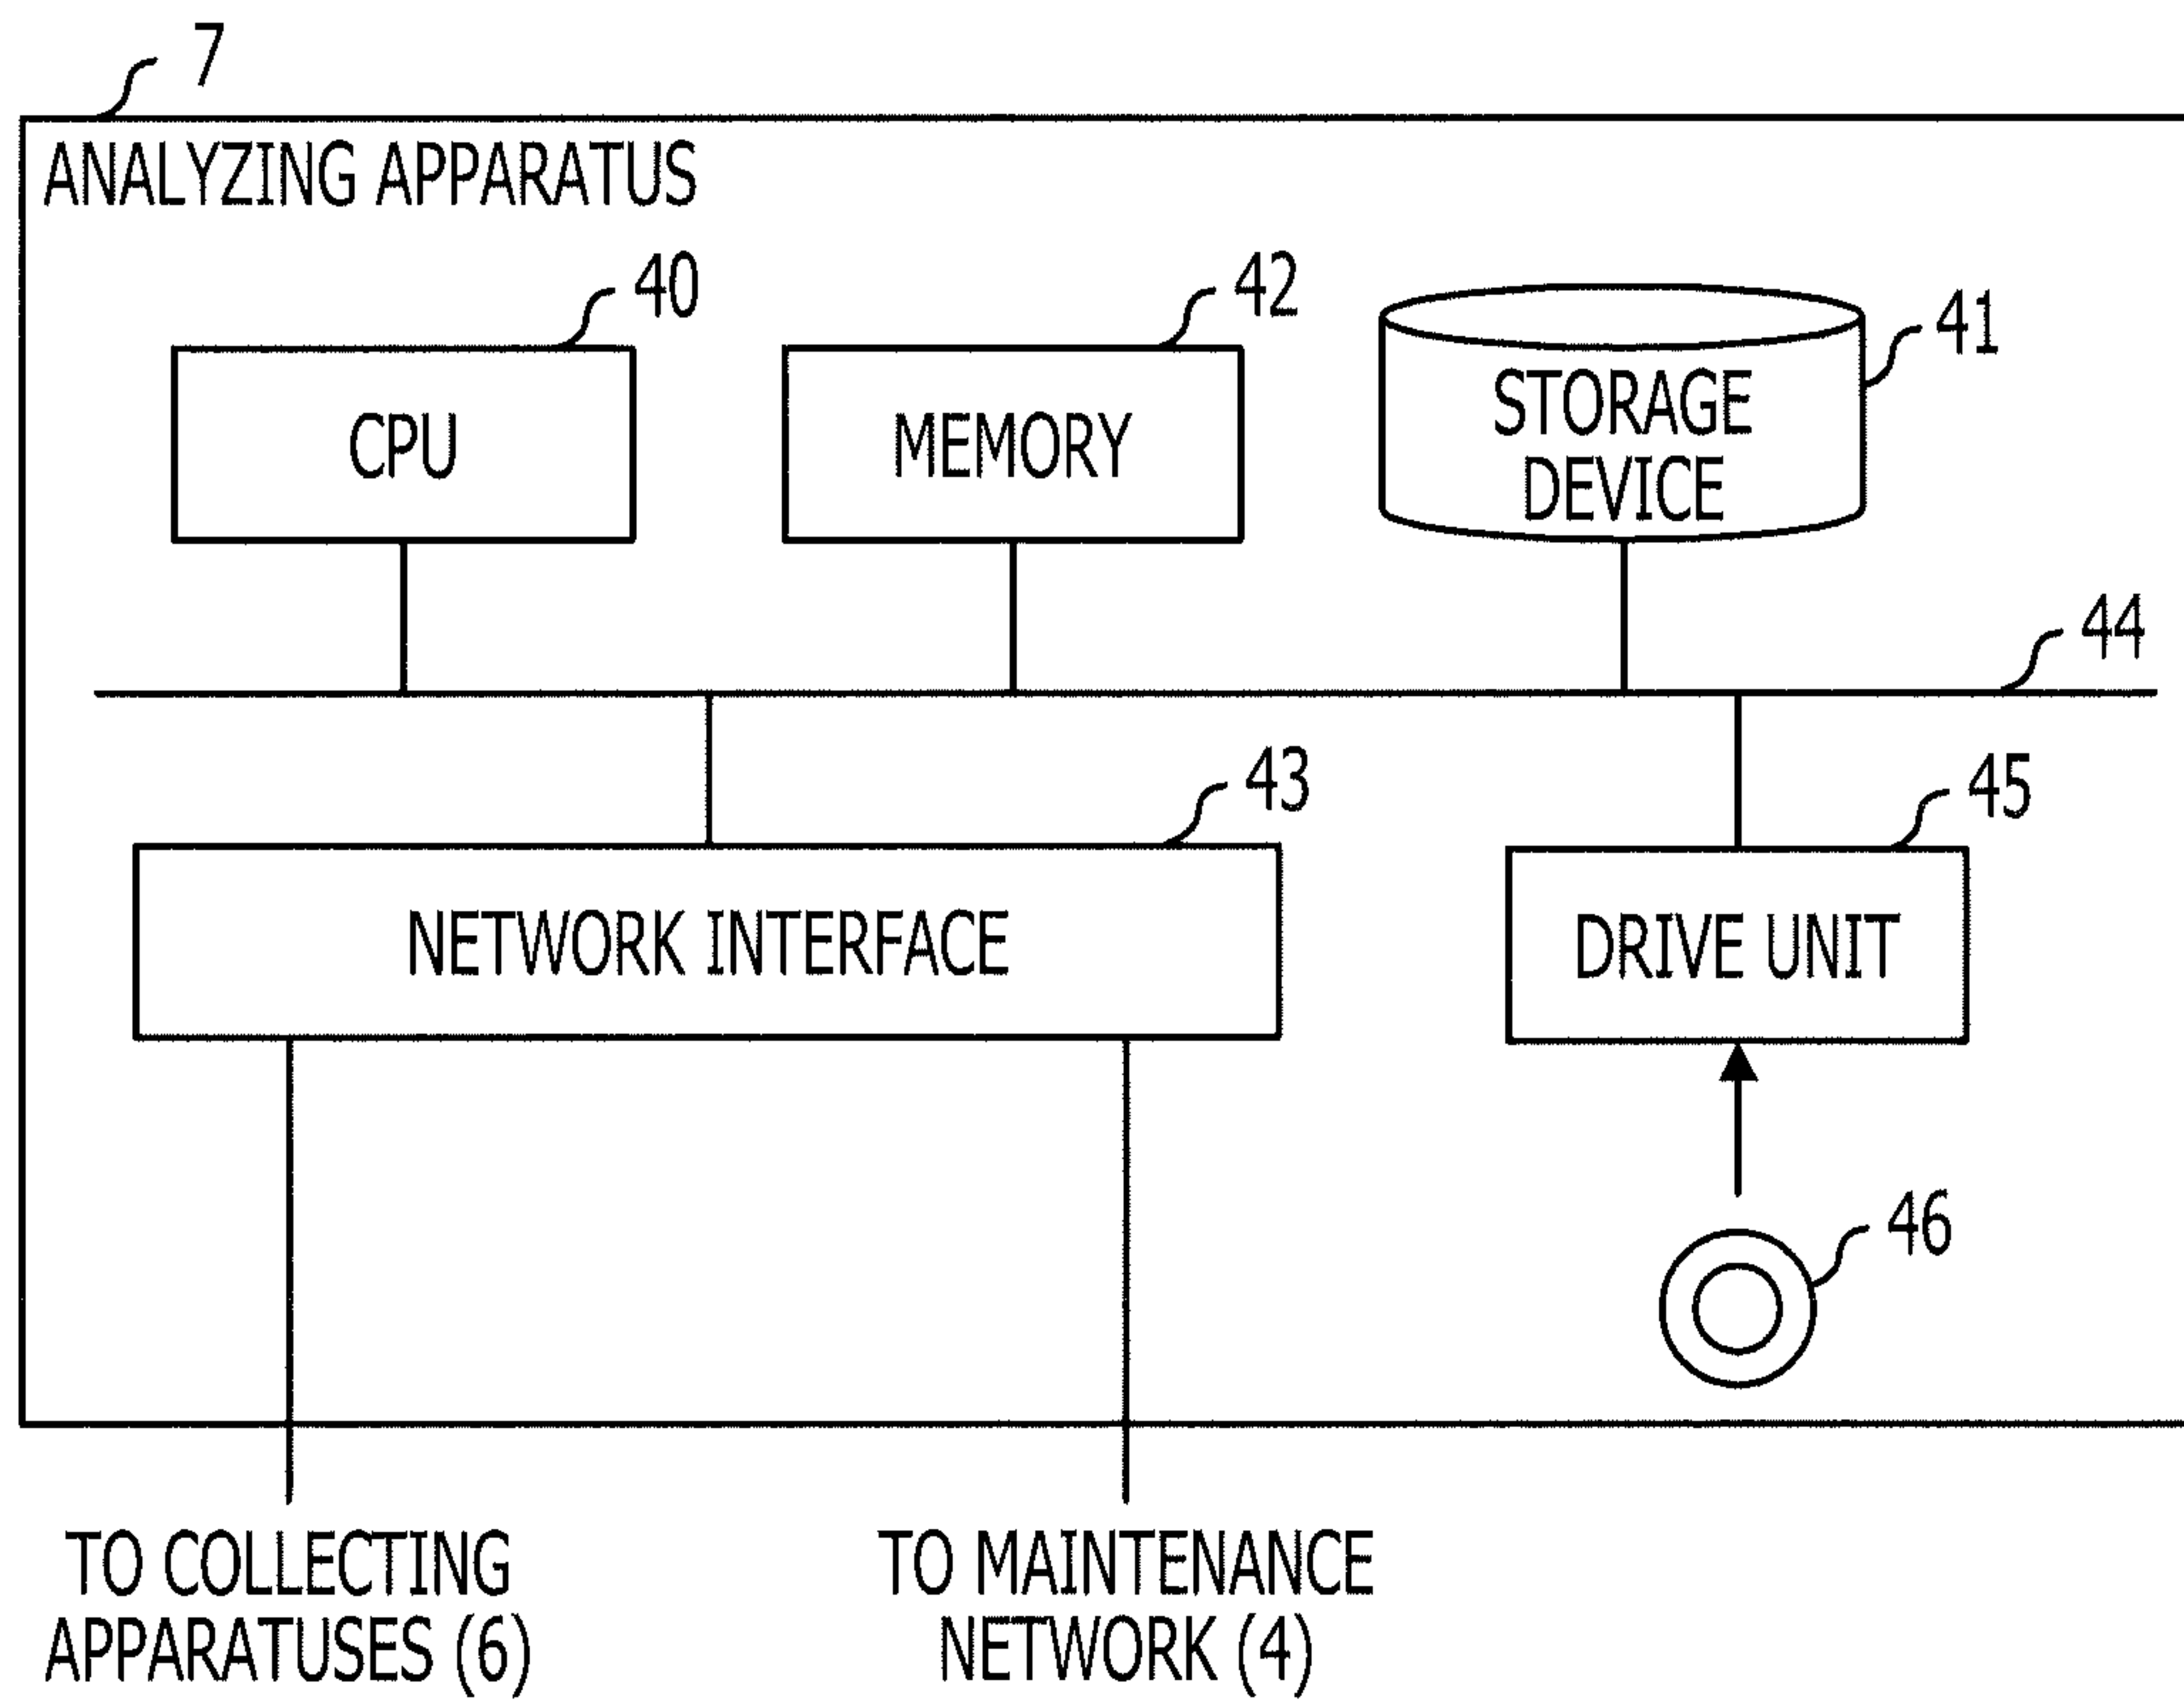 7
ANALYZING APPARATUS
40
42
41
CPU
MEMORY
STORAGE
DEVICE
44
43
45
NETWORK INTERFACE
DRIVE UNIT
46
TO COLLECTING
APPARATUSES (6)
TO MAINTENANCE
NETWORK (4)